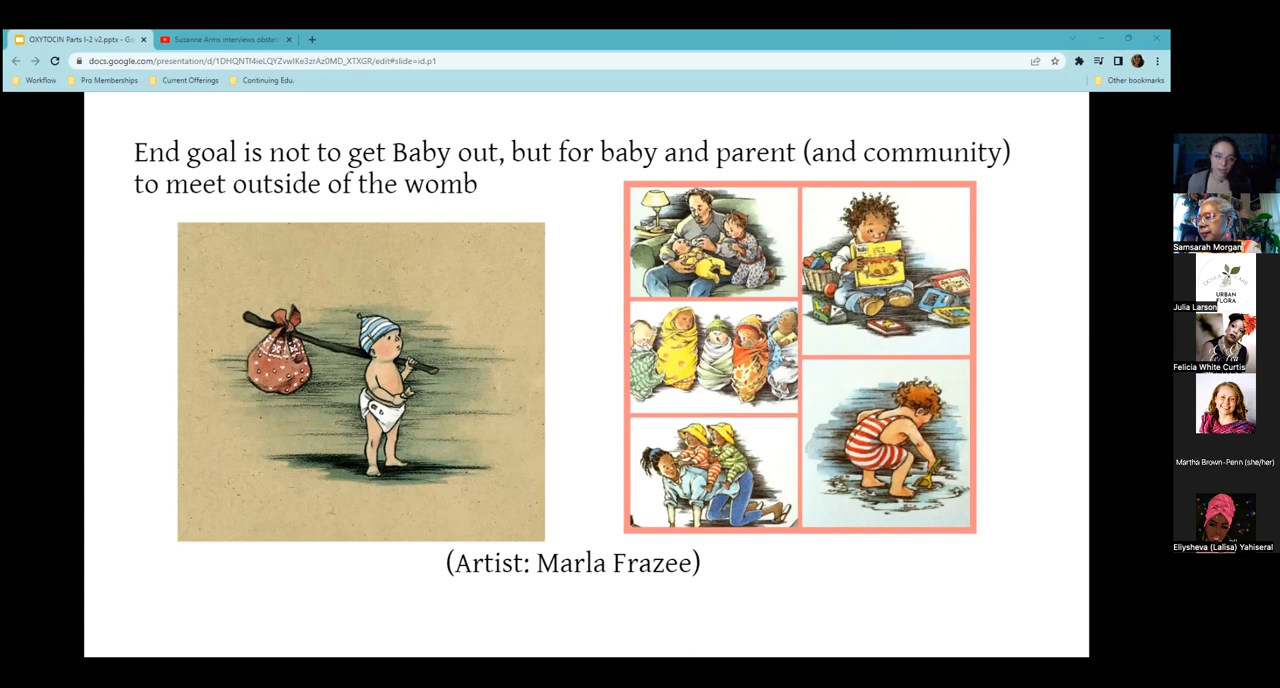 OXYTOCIN Parts I-2 v2.pptx - Go
Suzanne Arms interviews obstet
docs.google.com/presentation/d/1DHQNTf4ieLQYZvwIKe3zrAz0MD_XTXGR/edit#slide=id.p1
Workflow
Pro Memberships
Current Offerings
Continuing Edu.
Other bookmarks
End goal is not to get Baby out, but for baby and parent (and community)
to meet outside of the womb
(Artist: Marla Frazee)
Samsarah Morgan
URBAN
FLORA
Julia Larson
Felicia White Curtis
Martha Brown-Penn (she/her)
Eliysheva (Lalisa) Yahiseral